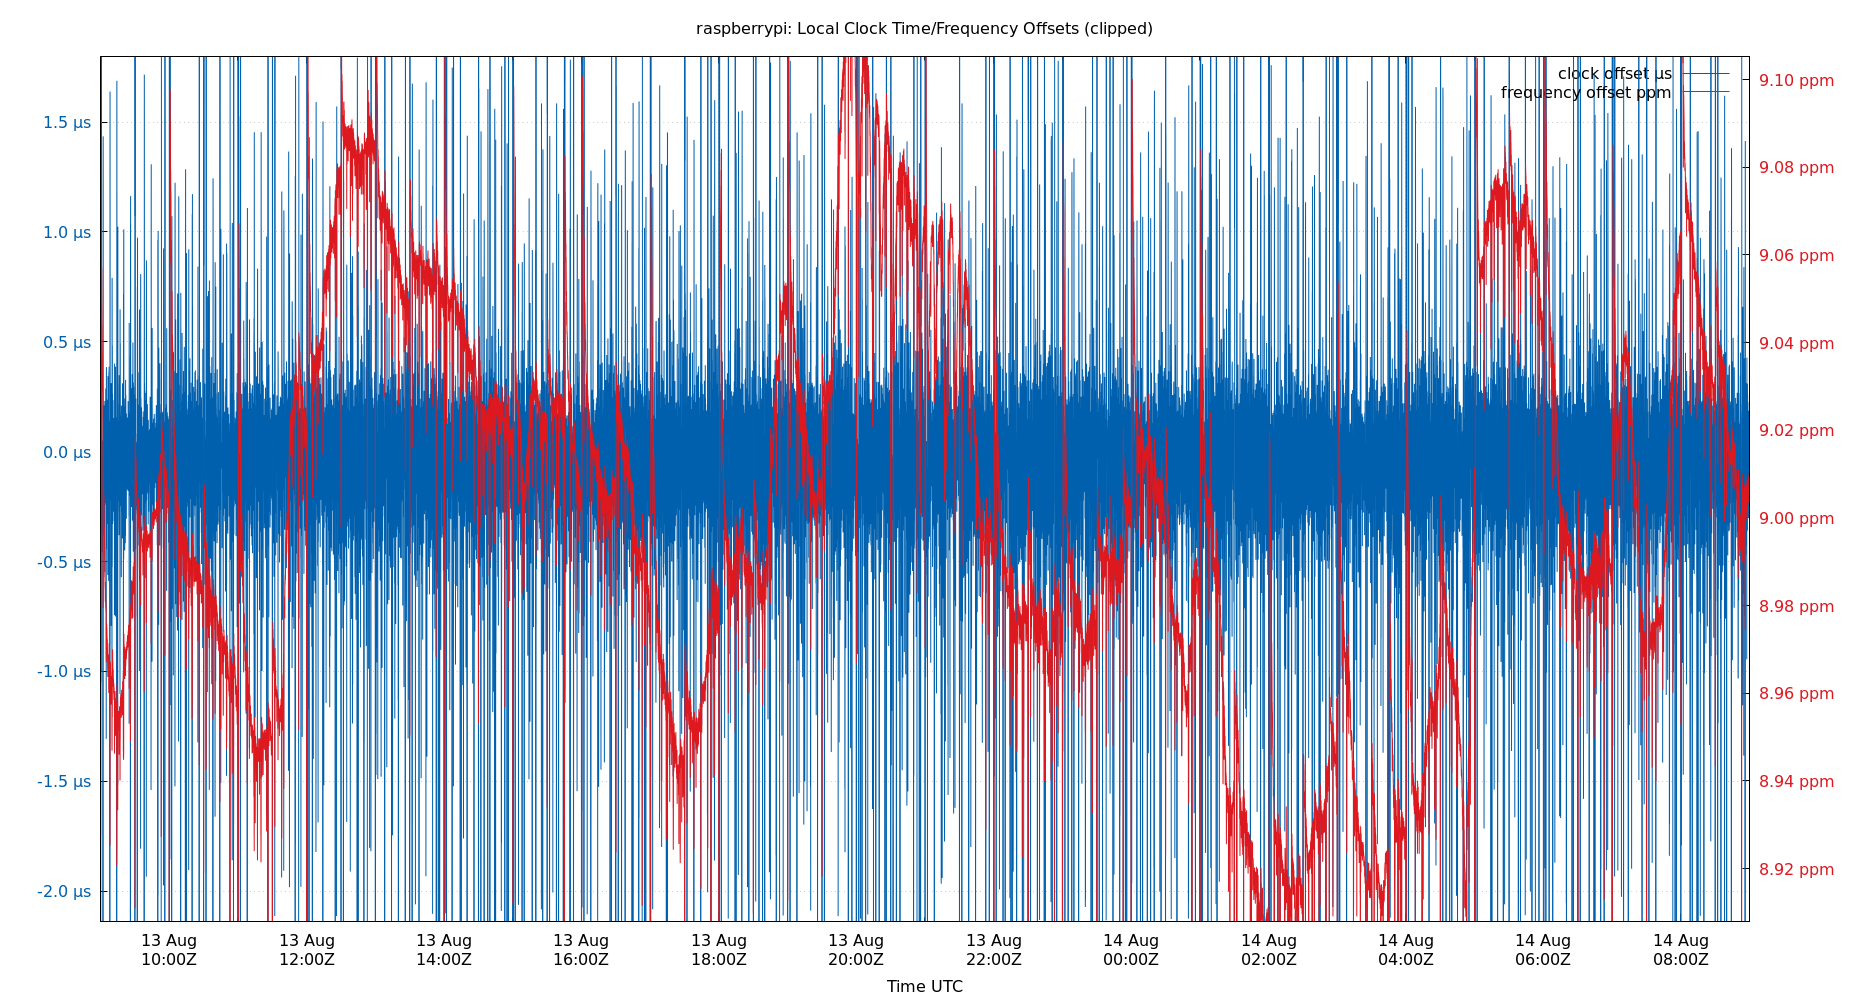 raspberrypi: Local Clock Time/Frequency Offsets (clipped)
clock offset µs
frequency offset ppm
1.5 µs
1.0 µs
0.5 µs
0.0 µs
-0.5 µs
-1.0 µs
-1.5 µs
-2.0 µs
9.10 ppm
9.08 ppm
9.06 ppm
9.04 ppm
9.02 ppm
9.00 ppm
8.98 ppm
8.96 ppm
8.94 ppm
8.92 ppm
13 Aug 13 Aug 13 Aug 13 Aug 13 Aug 13 Aug 13 Aug 14 Aug 14 Aug 14 Aug 14 Aug 14 Aug
10:00Z 12:00Z 14:00Z 16:00Z 18:00Z 20:00Z 22:00Z 00:00Z 02:00Z 04:00Z 06:00Z 08:00Z
Time UTC